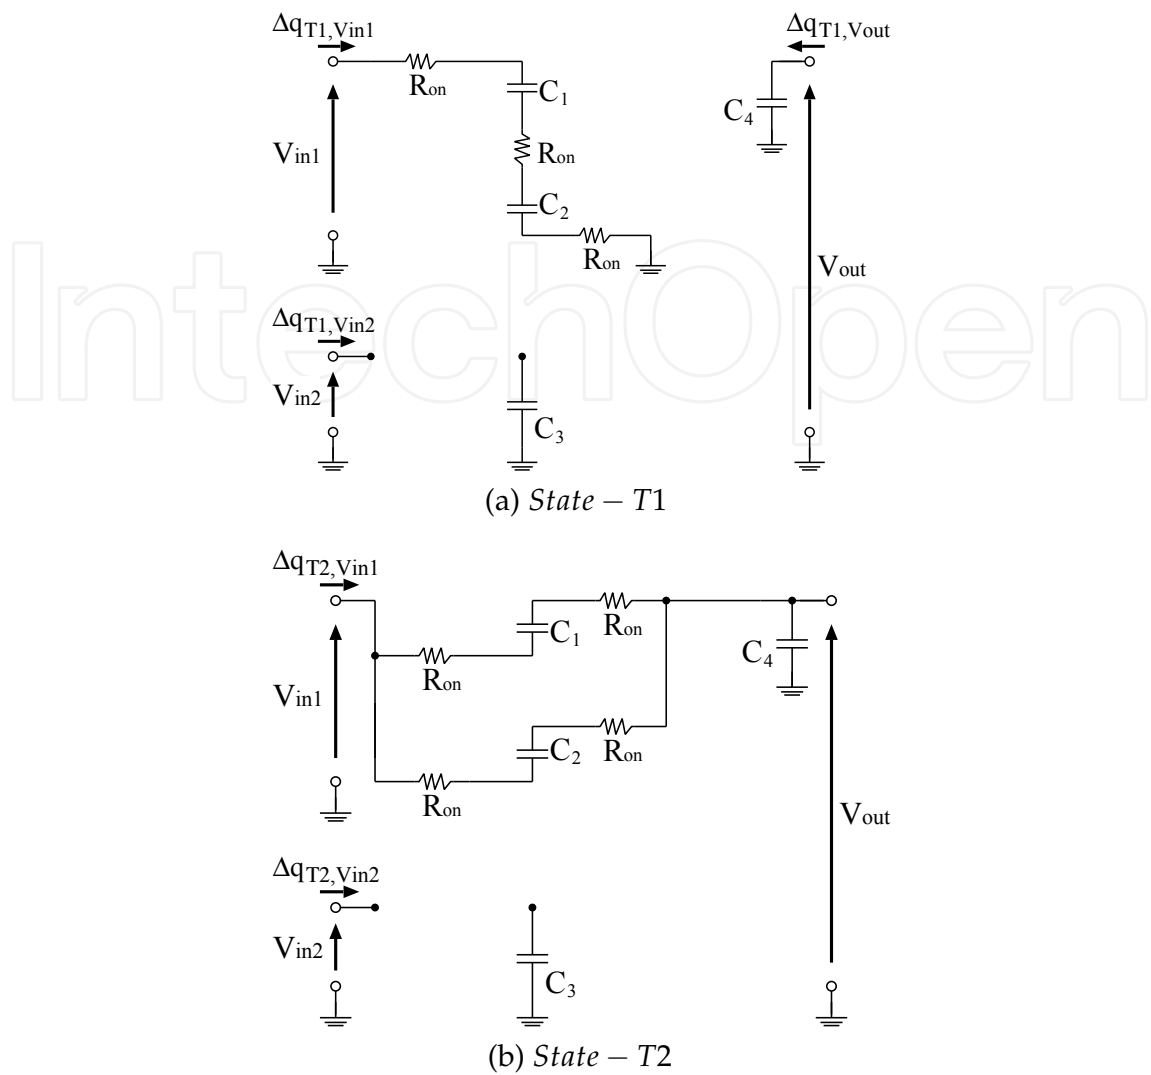 Δq_T1,Vin1
Δq_T1,Vout
Ron
C1
C4
Vin1
Ron
C2
Ron
Vout
IntechOpen
Δq_T1,Vin2
Vin2
C3
(a) State – T1
Δq_T2,Vin1
C1
Ron
C4
Ron
Vin1
C2
Ron
Ron
Vout
Δq_T2,Vin2
Vin2
C3
(b) State – T2